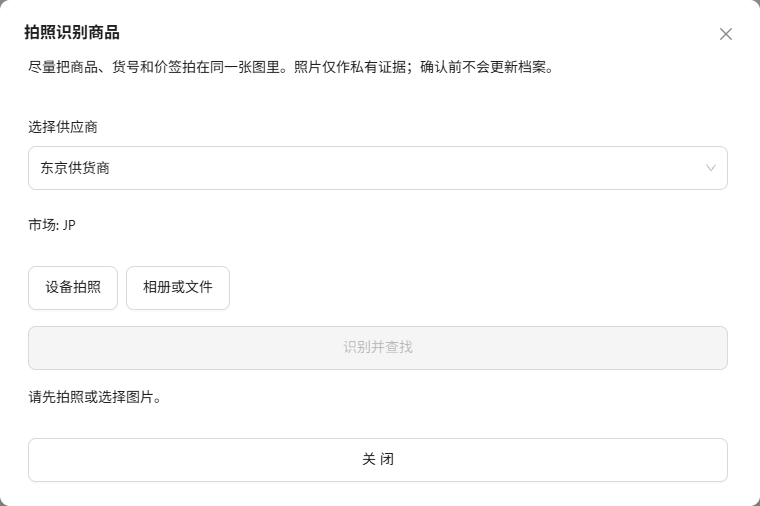 拍照识别商品
尽量把商品、货号和价签拍在同一张图里。照片仅作私有证据；确认前不会更新档案。
选择供应商
东京供货商
市场: JP
设备拍照 相册或文件
识别并查找
请先拍照或选择图片。
关 闭